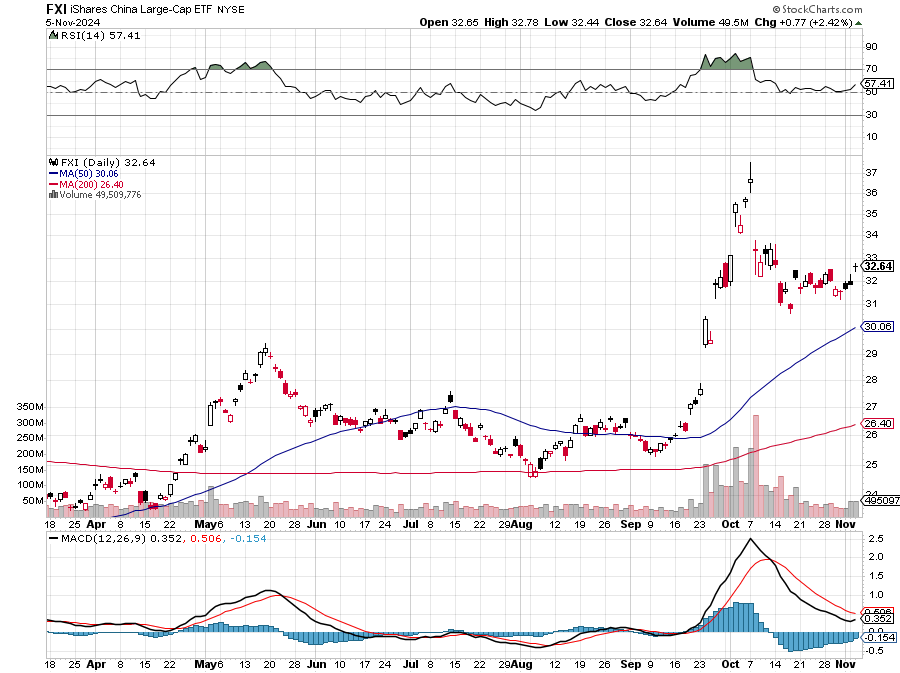 FXI iShares China Large-Cap ETF NYSE © StockCharts.com
5-Nov-2024 Open 32.65 High 32.78 Low 32.44 Close 32.64 Volume 49.5M Chg +0.77 (+2.42%)
RSI(14) 57.41
90
70
57.41
50
30
10
FXI (Daily) 32.64
MA(50) 30.06
MA(200) 26.40
Volume 49,509,776
37
36
35
34
33
32.64
32
31
30.06
29
28
350M 27
300M 26.40
250M 26
200M
150M 25
100M 24
50M 495097
18 25 Apr 8 15 22 May 6 13 20 28 Jun 10 17 24 Jul 8 15 22 29 Aug 12 19 26 Sep 9 16 23 Oct 7 14 21 28 Nov
MACD(12,26,9) 0.352, 0.506, -0.154
2.5
2.0
1.5
1.0
0.506
0.352
0.0
-0.154
-0.5
18 25 Apr 8 15 22 May 6 13 20 28 Jun 10 17 24 Jul 8 15 22 29 Aug 12 19 26 Sep 9 16 23 Oct 7 14 21 28 Nov